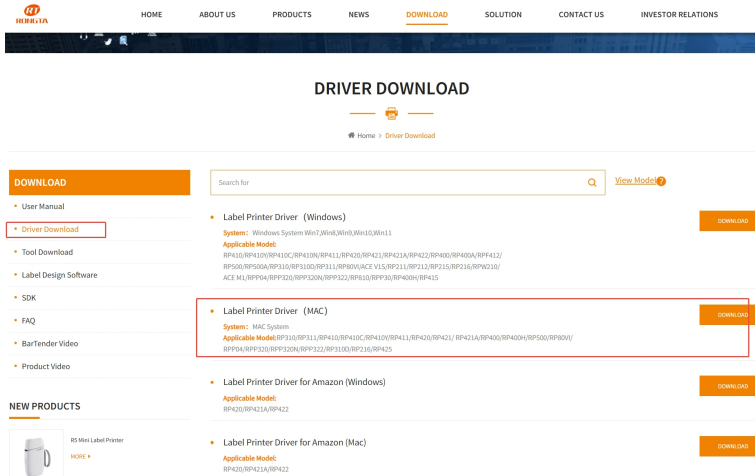 RT
RONGTA
HOME
ABOUT US
PRODUCTS
NEWS
DOWNLOAD
SOLUTION
CONTACT US
INVESTOR RELATIONS
DRIVER DOWNLOAD
Home > Driver Download
DOWNLOAD
User Manual
Driver Download
Tool Download
Label Design Software
SDK
FAQ
BarTender Video
Product Video
NEW PRODUCTS
R5 Mini Label Printer
MORE
Search for
View Model ?
Label Printer Driver（Windows）
DOWNLOAD
System： Windows System Win7,Win8,Win9,Win10,Win11
Applicable Model:
RP410/RP410Y/RP410C/RP410N/RP411/RP420/RP421/RP421A/RP422/RP400/RP400A/RPF412/
RP500/RP500A/RP310/RP310D/RP311/RP80VI/ACE V1S/RP211/RP212/RP215/RP216/RPW210/
ACE M1/RPP04/RPP320/RPP320N/RPP322/RP810/RPP30/RP400H/RP415
Label Printer Driver（MAC）
DOWNLOAD
System： MAC System
Applicable Model:RP310/RP311/RP410/RP410C/RP410Y/RP411/RP420/RP421/ RP421A/RP400/RP400H/RP500/RP80VI/
RPP04/RPP320/RPP320N/RPP322/RP310D/RP216/RP425
Label Printer Driver for Amazon (Windows)
DOWNLOAD
Applicable Model:
RP420/RP421A/RP422
Label Printer Driver for Amazon (Mac)
DOWNLOAD
Applicable Model:
RP420/RP421A/RP422